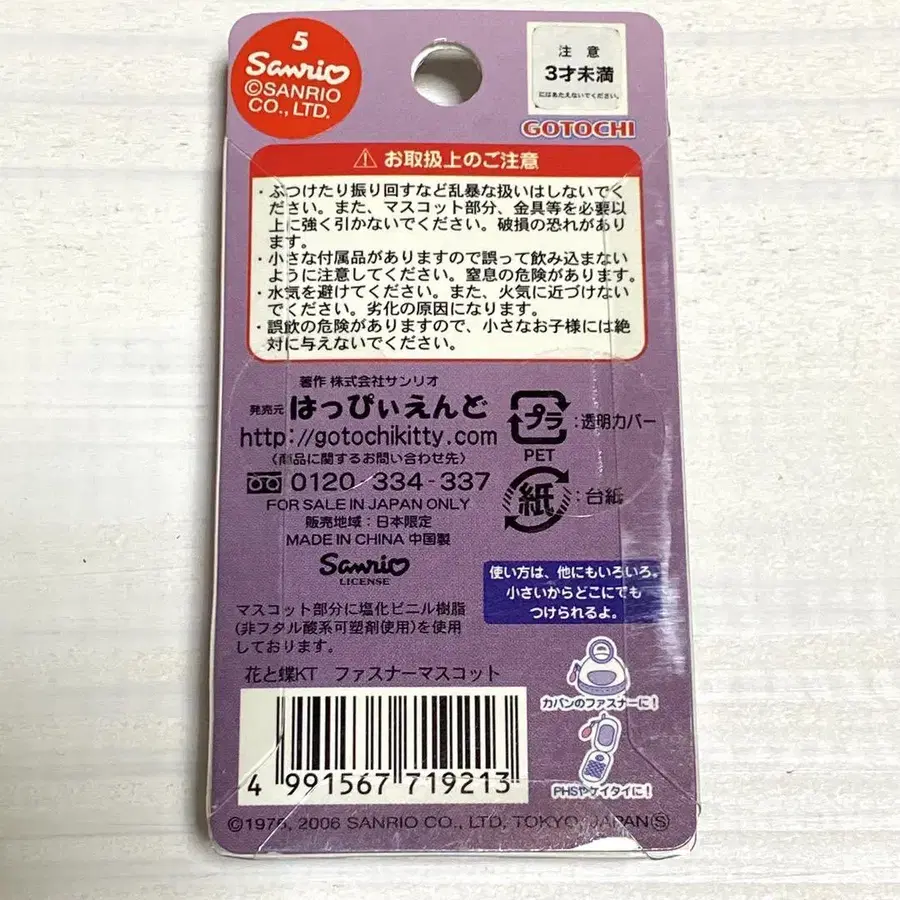 5
Sanrio
©SANRIO
CO., LTD.
注 意
3才未満
にはあたえないでください。
GOTOCHI
⚠ お取扱上のご注意
・ぶつけたり振り回すなど乱暴な扱いはしないでく
ださい。また、マスコット部分、金具等を必要以
上に強く引かないでください。破損の恐れがあり
ます。
・小さな付属品がありますので誤って飲み込まない
ように注意してください。窒息の危険があります。
・水気を避けてください。また、火気に近づけない
でください。劣化の原因になります。
・誤飲の危険がありますので、小さなお子様には絶
対に与えないでください。
著作 株式会社サンリオ
発売元 はっぴぃえんど
http://gotochikitty.com
〈商品に関するお問い合わせ先〉
0120-334-337
FOR SALE IN JAPAN ONLY
販売地域:日本限定
MADE IN CHINA 中国製
Sanrio
LICENSE
プラ :透明カバー
PET
紙 :台紙
使い方は、他にもいろいろ。
小さいからどこにでも
つけられるよ。
マスコット部分に塩化ビニル樹脂
(非フタル酸系可塑剤使用)を使用
しております。
花と蝶KT ファスナーマスコット
カバンのファスナーに!
PHSやケイタイに!
4 991567 719213
©1976, 2006 SANRIO CO., LTD, TOKYO, JAPAN Ⓢ